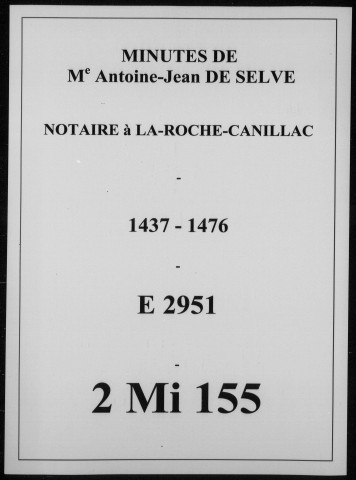 MINUTES DE
Me Antoine-Jean DE SELVE
NOTAIRE à LA-ROCHE-CANILLAC
-
1437 - 1476
-
E 2951
-
2 Mi 155